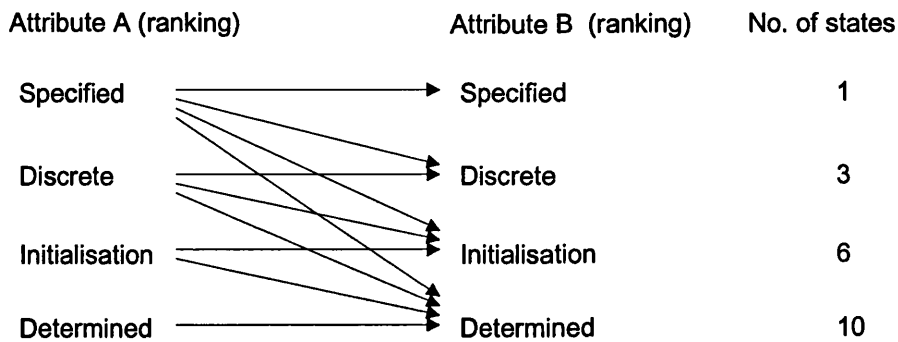 Attribute A (ranking) Attribute B (ranking) No. of states
Specified Specified 1
Discrete Discrete 3
Initialisation Initialisation 6
Determined Determined 10